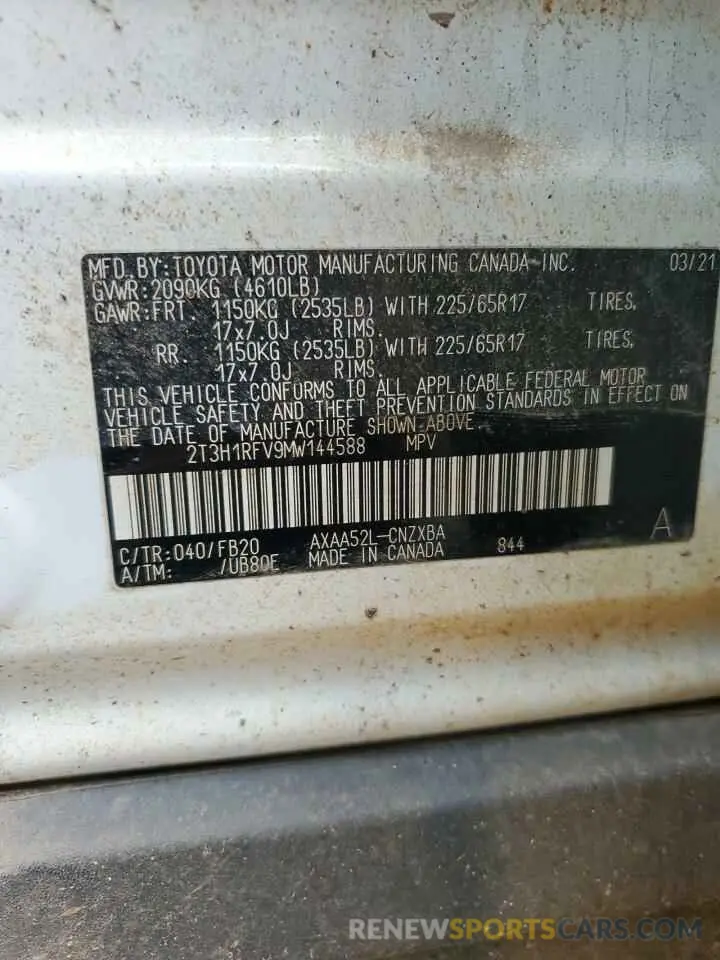 MFD. BY: TOYOTA MOTOR MANUFACTURING CANADA INC. 03/21
GVWR: 2090KG (4610LB)
GAWR: FRT. 1150KG (2535LB) WITH 225/65R17 TIRES,
17x7.0J RIMS.
RR. 1150KG (2535LB) WITH 225/65R17 TIRES,
17x7.0J RIMS.
THIS VEHICLE CONFORMS TO ALL APPLICABLE FEDERAL MOTOR
VEHICLE SAFETY AND THEFT PREVENTION STANDARDS IN EFFECT ON
THE DATE OF MANUFACTURE SHOWN ABOVE.
2T3H1RFV9MW144588 MPV
C/TR: 040/FB20 AXAA52L-CNZXBA A
A/TM: /UB80E MADE IN CANADA 844
RENEWSPORTSCARS.COM